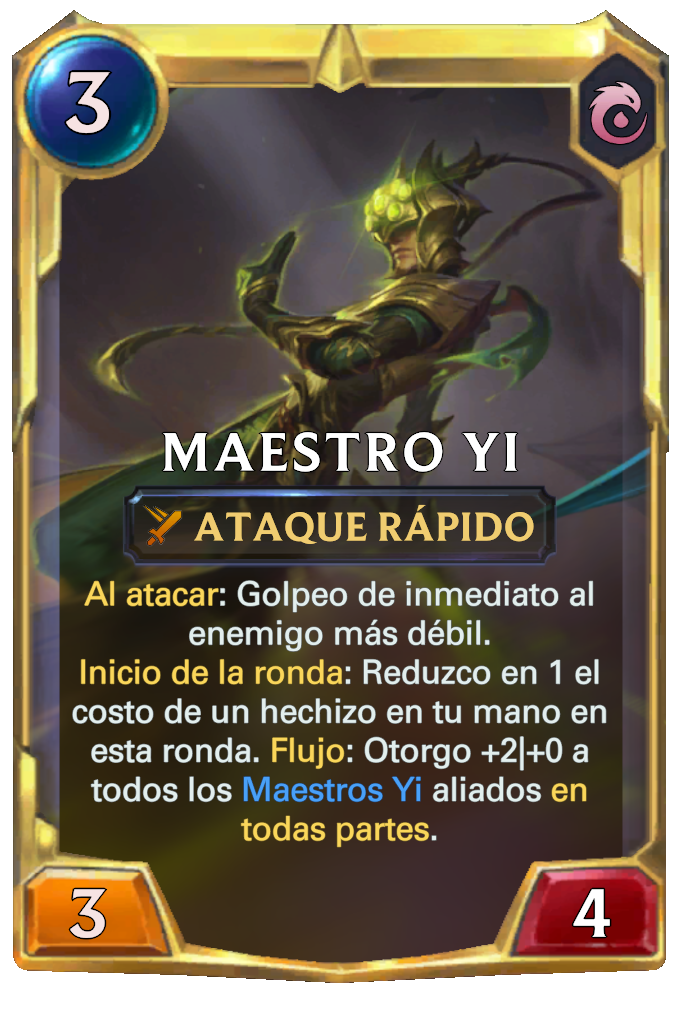 3
MAESTRO YI
ATAQUE RÁPIDO
Al atacar: Golpeo de inmediato al
enemigo más débil.
Inicio de la ronda: Reduzco en 1 el
costo de un hechizo en tu mano en
esta ronda. Flujo: Otorgo +2|+0 a
todos los Maestros Yi aliados en
todas partes.
3
4